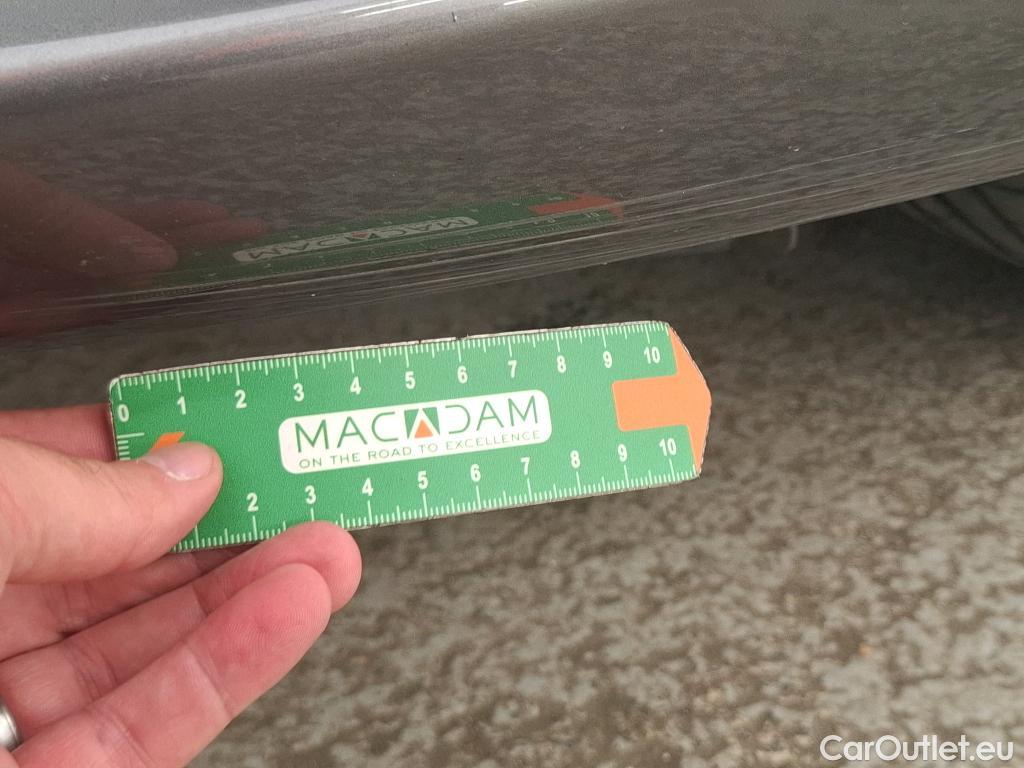 0 1 2 3 4 5 6 7 8 9 10
MACADAM
ON THE ROAD TO EXCELLENCE
2 3 4 5 6 7 8 9 10
MACADAM
CarOutlet.eu